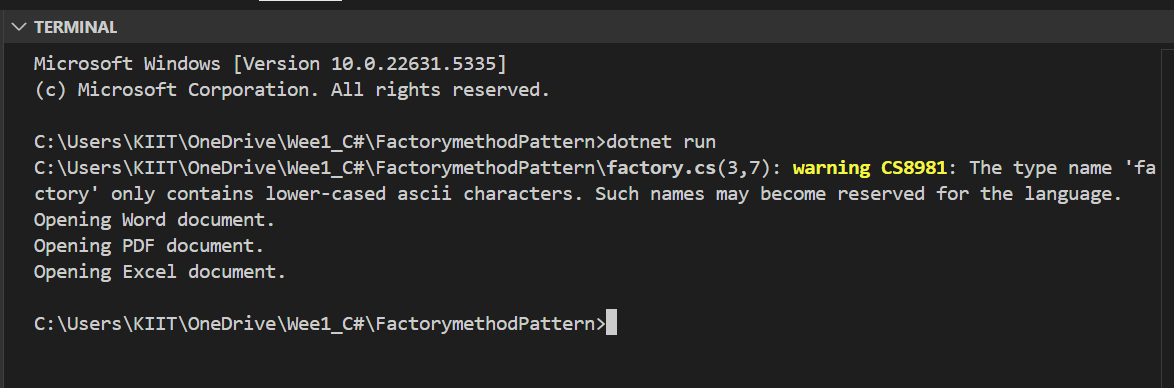 TERMINAL
Microsoft Windows [Version 10.0.22631.5335]
(c) Microsoft Corporation. All rights reserved.
C:\Users\KIIT\OneDrive\Wee1_C#\FactorymethodPattern>dotnet run
C:\Users\KIIT\OneDrive\Wee1_C#\FactorymethodPattern\factory.cs(3,7): warning CS8981: The type name 'fa
ctory' only contains lower-cased ascii characters. Such names may become reserved for the language.
Opening Word document.
Opening PDF document.
Opening Excel document.
C:\Users\KIIT\OneDrive\Wee1_C#\FactorymethodPattern>